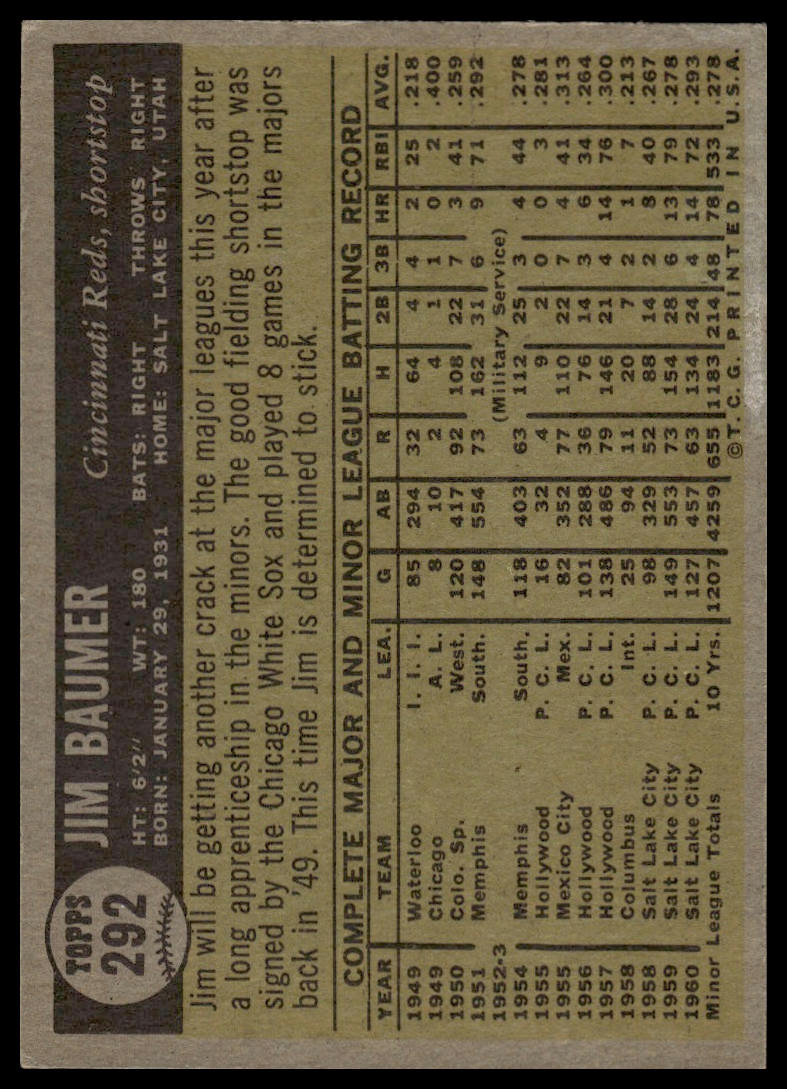 TOPPS
292
JIM BAUMER
Cincinnati Reds, shortstop
HT: 6'2" WT: 180 BATS: RIGHT THROWS RIGHT
BORN: JANUARY 29, 1931 HOME: SALT LAKE CITY, UTAH
Jim will be getting another crack at the major leagues this year after
a long apprenticeship in the minors. The good fielding shortstop was
signed by the Chicago White Sox and played 8 games in the majors
back in '49. This time Jim is determined to stick.
COMPLETE MAJOR AND MINOR LEAGUE BATTING RECORD
YEAR TEAM LEA. G AB R H 2B 3B HR RBI AVG.
1949 Waterloo I. I. I. 85 294 32 64 4 4 2 25 .218
1949 Chicago A. L. 8 10 2 4 1 1 0 2 .400
1950 Colo. Sp. West. 120 417 92 108 22 7 3 41 .259
1951 Memphis South. 148 554 73 162 31 6 9 71 .292
1952-3 (Military Service)
1954 Memphis South. 118 403 63 112 25 3 4 44 .278
1955 Hollywood P. C. L. 16 32 4 9 2 0 0 3 .281
1955 Mexico City Mex. 82 352 77 110 22 7 4 41 .313
1956 Hollywood P. C. L. 101 288 36 76 14 3 6 34 .264
1957 Hollywood P. C. L. 138 486 79 146 21 4 14 76 .300
1958 Columbus Int. 25 94 11 20 7 2 1 7 .213
1958 Salt Lake City P. C. L. 98 329 52 88 14 2 8 40 .267
1959 Salt Lake City P. C. L. 149 553 73 154 28 6 13 79 .278
1960 Salt Lake City P. C. L. 127 457 63 134 24 4 14 72 .293
Minor League Totals 10 Yrs. 1207 4259 655 1183 214 48 78 533 .278
© T. C. G. PRINTED IN U.S.A.